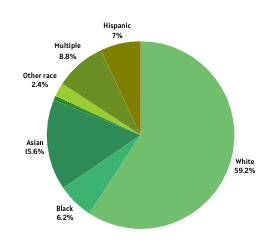 Hispanic
7%
Multiple
8.8%
Other race
2.4%
Asian
15.6%
White
59.2%
Black
6.2%